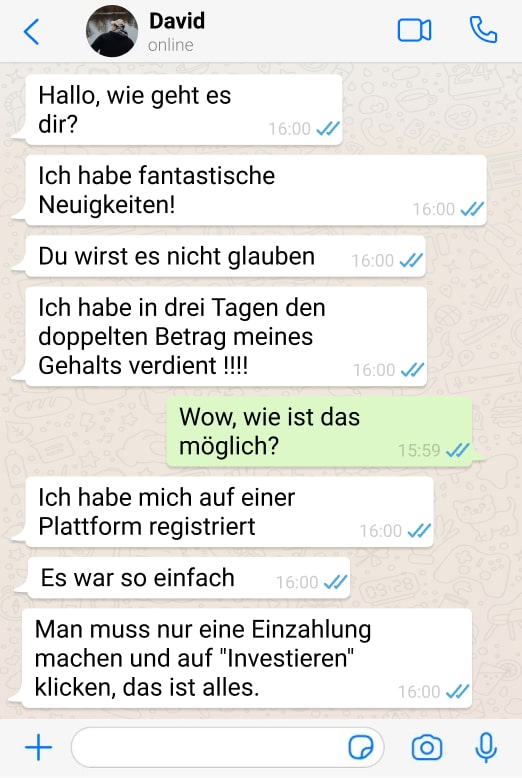 David
online
Hallo, wie geht es
dir?
16:00
Ich habe fantastische
Neuigkeiten!
16:00
Du wirst es nicht glauben
16:00
Ich habe in drei Tagen den
doppelten Betrag meines
Gehalts verdient !!!!
16:00
Wow, wie ist das
möglich?
15:59
Ich habe mich auf einer
Plattform registriert
16:00
Es war so einfach
16:00
Man muss nur eine Einzahlung
machen und auf "Investieren"
klicken, das ist alles.
16:00